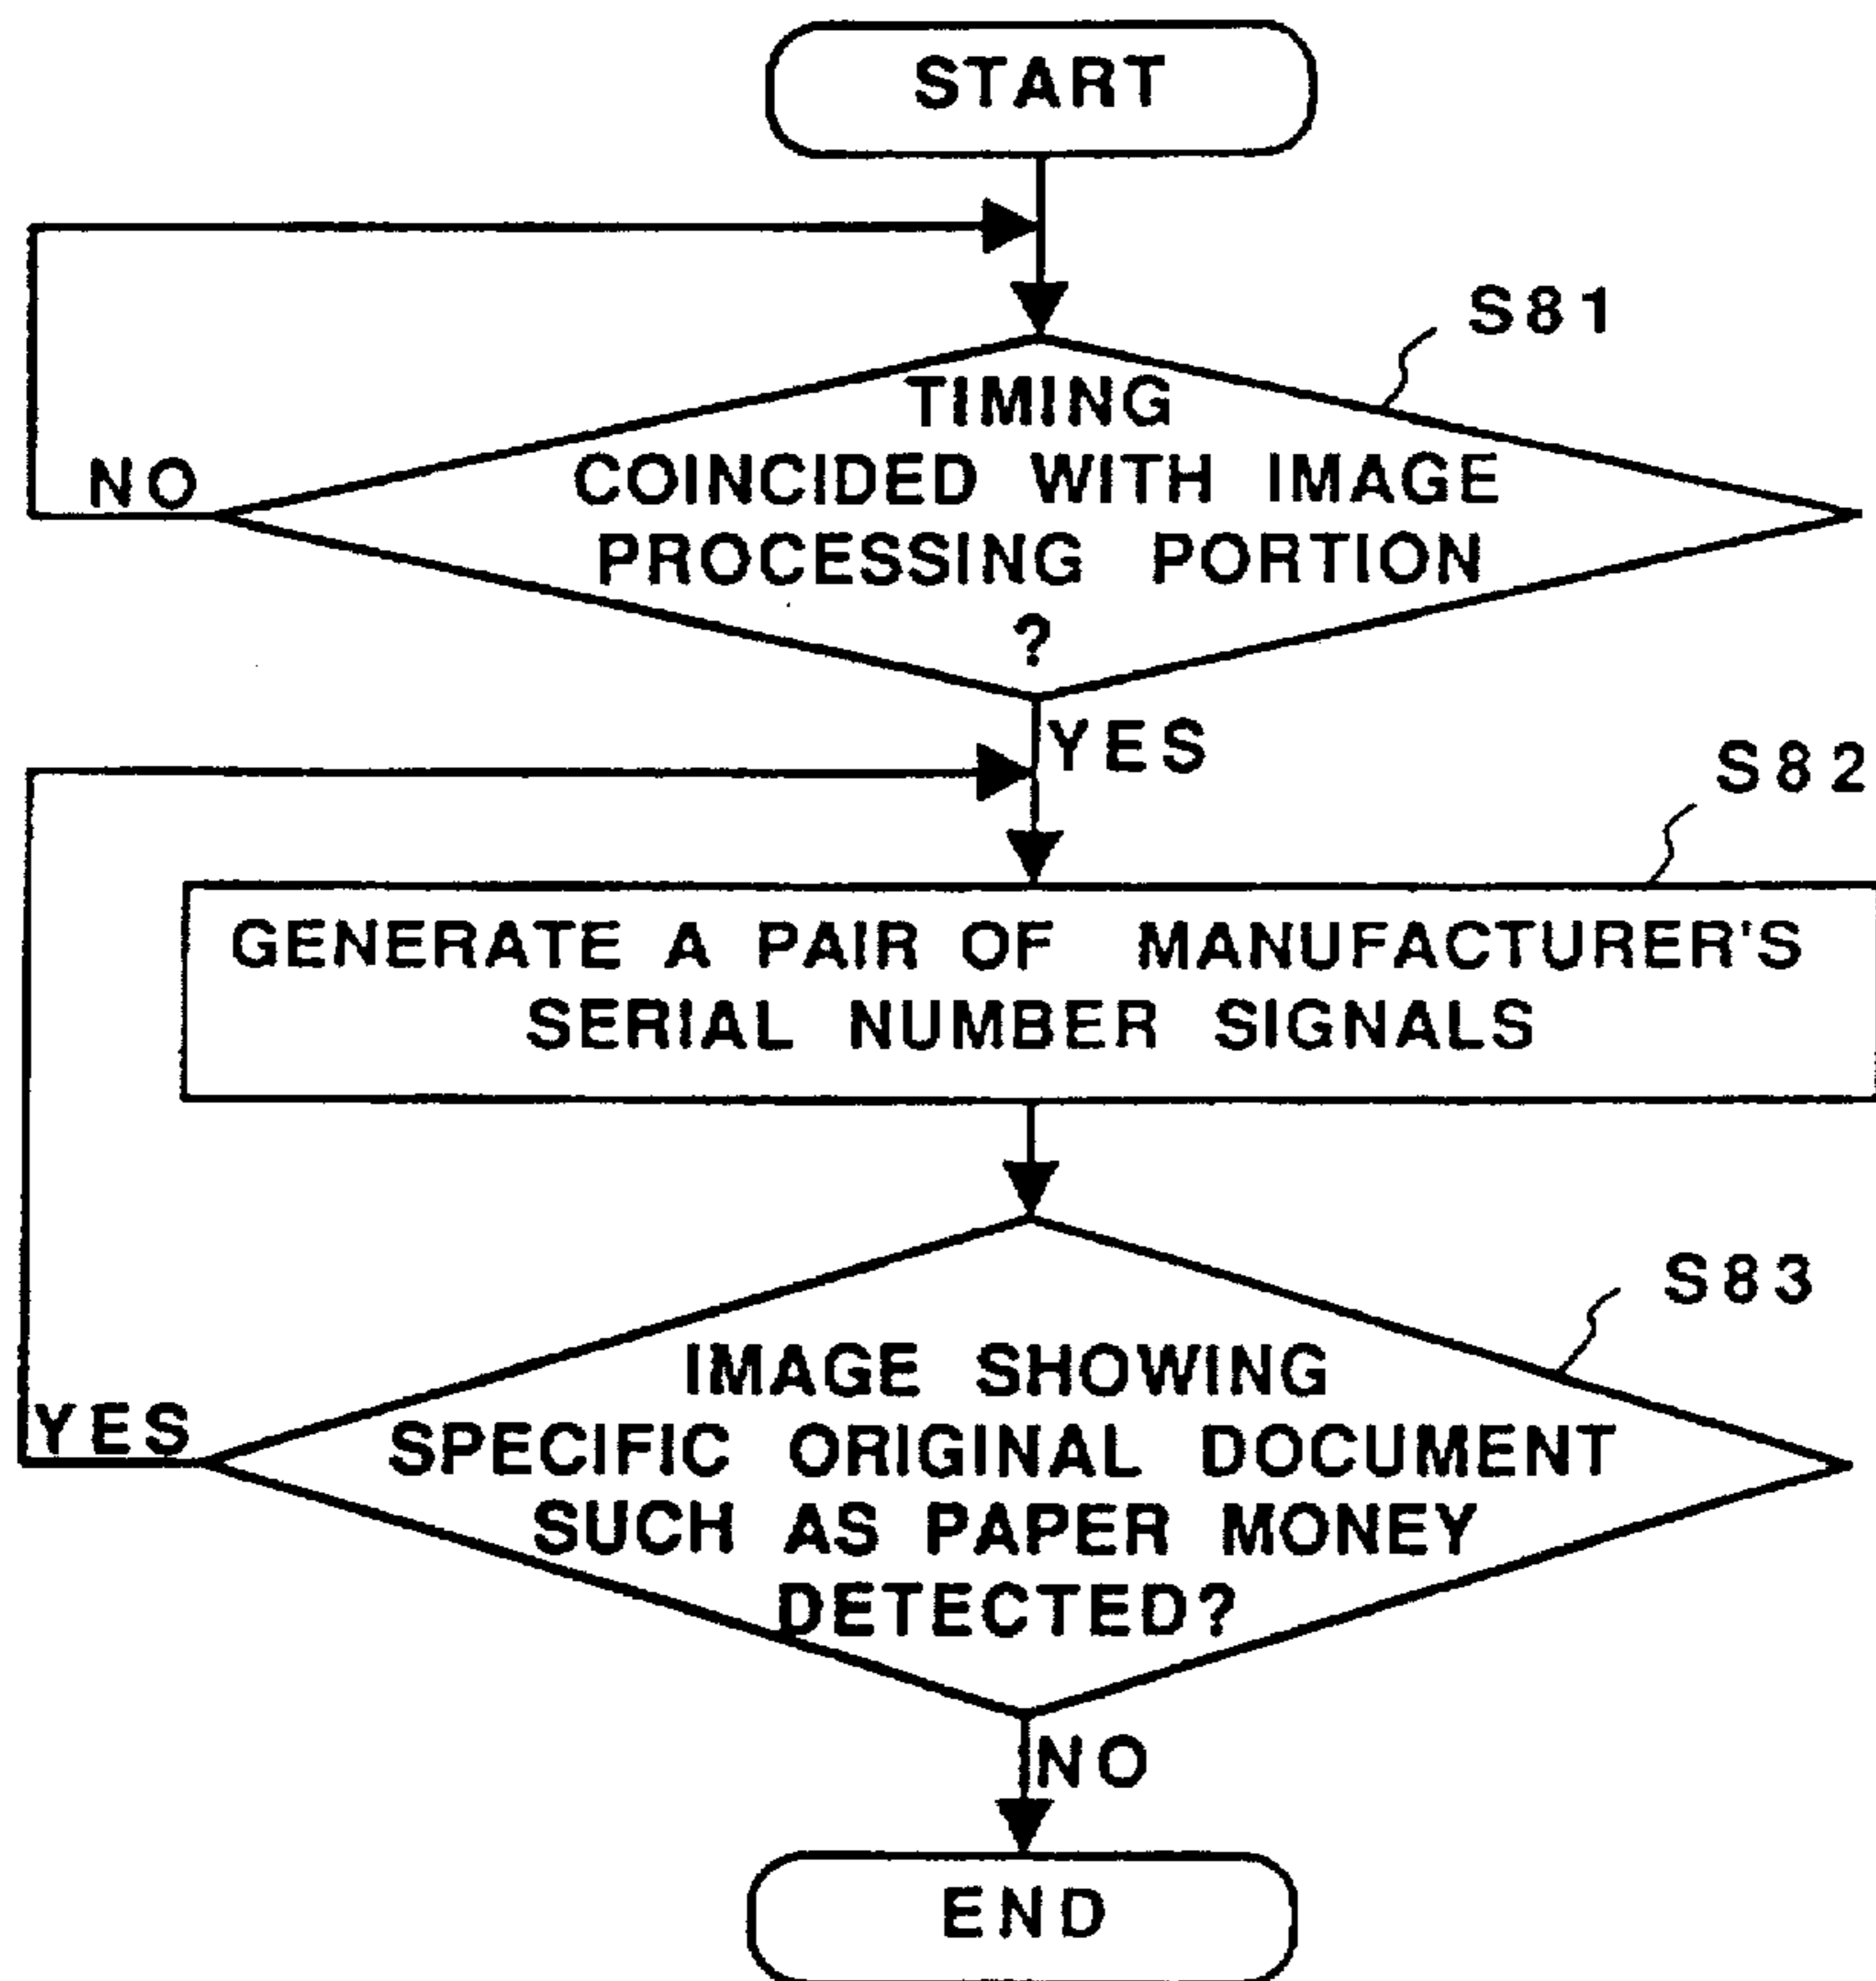 START
S81
TIMING
COINCIDED WITH IMAGE
PROCESSING PORTION
?
NO
YES
S82
GENERATE A PAIR OF MANUFACTURER'S
SERIAL NUMBER SIGNALS
S83
IMAGE SHOWING
SPECIFIC ORIGINAL DOCUMENT
SUCH AS PAPER MONEY
DETECTED?
YES
NO
END